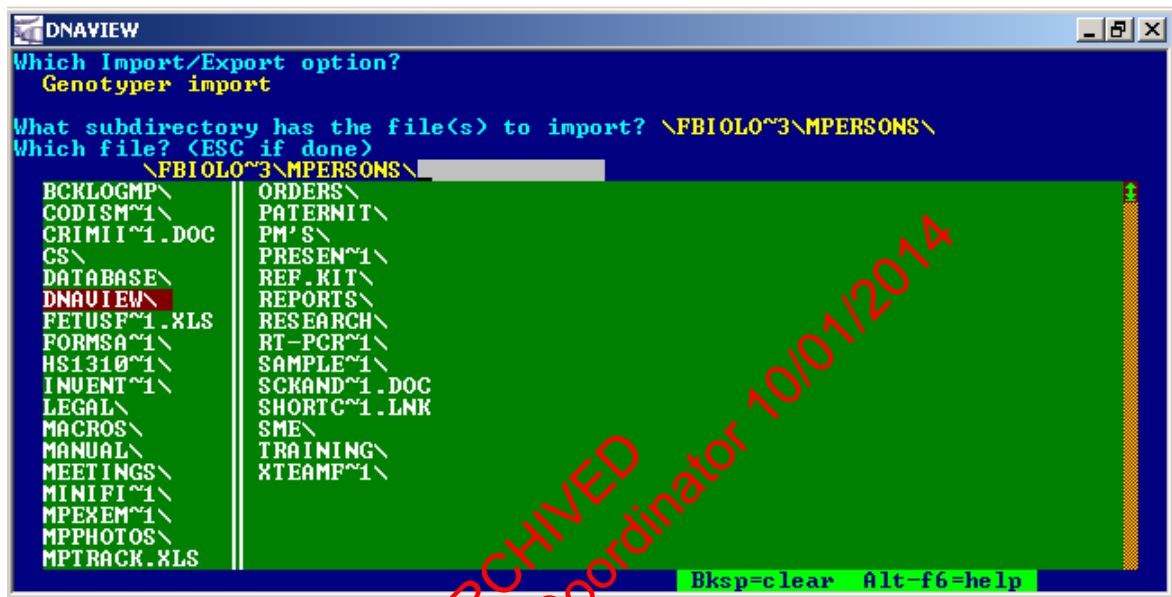 DNAVIEW
Which Import/Export option?
Genotyper import
What subdirectory has the file(s) to import? \FBIOLO~3\MPERSONS\
Which file? (ESC if done)
\FBIOLO~3\MPERSONS\_
BCKLOGMP\ ORDERS\
CODISM~1\ PATERNIT\
CRIMII~1.DOC PM'S\
CS\ PRESEN~1\
DATABASE\ REF.KIT\
DNAVIEW\ REPORTS\
FETUSF~1.XLS RESEARCH\
FORMSA~1\ RT-PCR~1\
HS1310~1\ SAMPLE~1\
INVENT~1\ SCKAND~1.DOC
LEGAL\ SHORTC~1.LNK
MACROS\ SME\
MANUAL\ TRAINING\
MEETINGS\ XTEAMF~1\
MINIFI~1\
MPEXEM~1\
MPPHOTOS\
MPTRACK.XLS
Bksp=clear Alt-f6=help
CHIVED
oordinator 10/01/2014